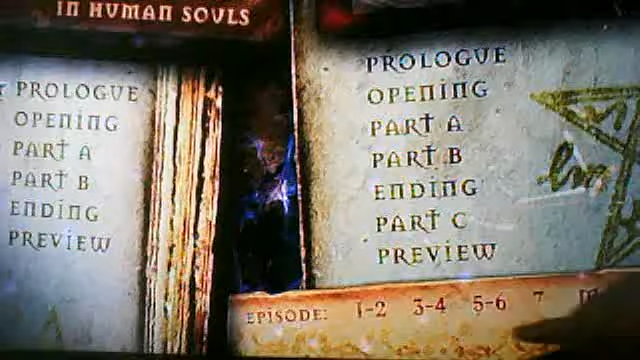 IN HUMAN SOULS
PROLOGUE
OPENING
PART A
PART B
ENDING
PREVIEW
PROLOGUE
OPENING
PART A
PART B
ENDING
PART C
PREVIEW
EPISODE: 1-2 3-4 5-6 7